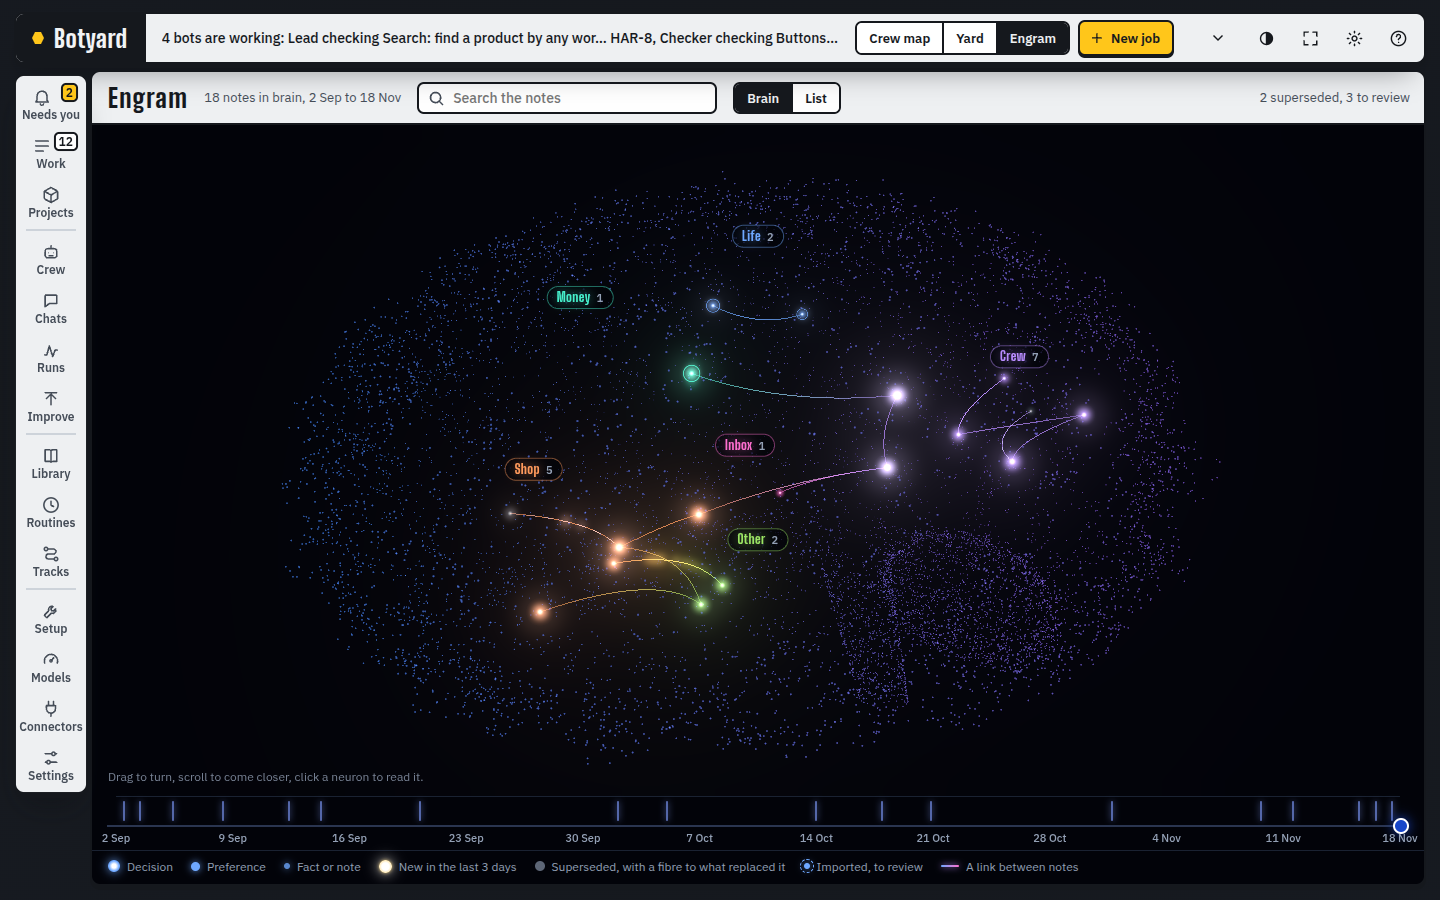 Botyard
4 bots are working: Lead checking Search: find a product by any wor... HAR-8, Checker checking Buttons...
Crew map
Yard
Engram
New job
Needs you
2
Work
12
Projects
Crew
Chats
Runs
Improve
Library
Routines
Tracks
Setup
Models
Connectors
Settings
Engram
18 notes in brain, 2 Sep to 18 Nov
Search the notes
Brain
List
2 superseded, 3 to review
Life 2
Money 1
Crew 7
Inbox 1
Shop 5
Other 2
Drag to turn, scroll to come closer, click a neuron to read it.
2 Sep
9 Sep
16 Sep
23 Sep
30 Sep
7 Oct
14 Oct
21 Oct
28 Oct
4 Nov
11 Nov
18 Nov
Decision
Preference
Fact or note
New in the last 3 days
Superseded, with a fibre to what replaced it
Imported, to review
A link between notes